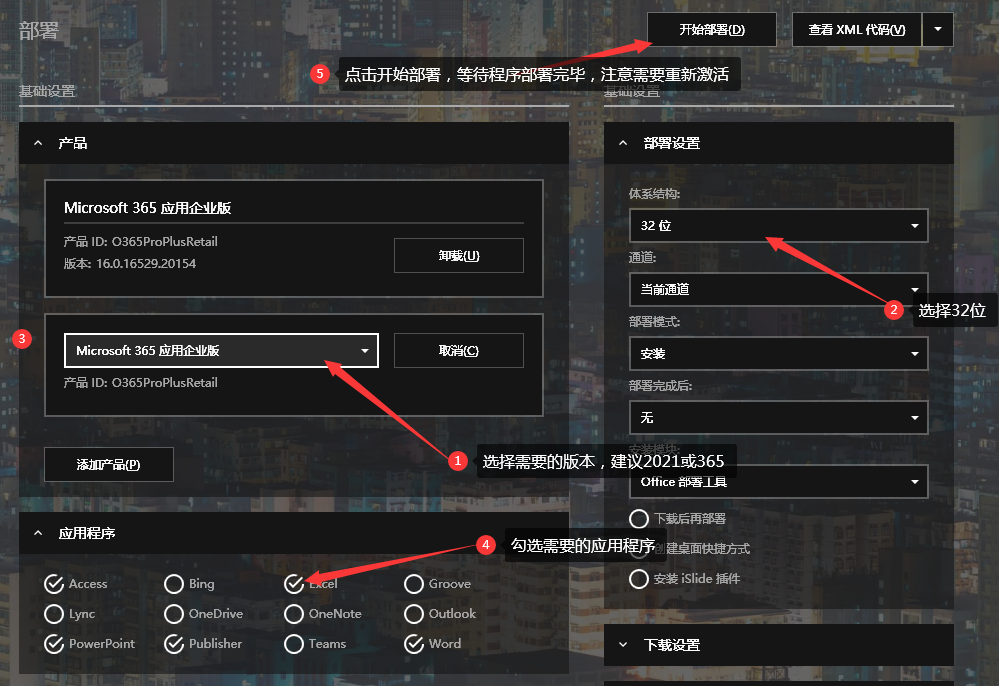 部署
开始部署(D)
查看 XML 代码(V)
5
点击开始部署，等待程序部署完毕，注意需要重新激活
基础设置
基础设置
产品
Microsoft 365 应用企业版
产品 ID: O365ProPlusRetail
版本: 16.0.16529.20154
卸载(U)
3
Microsoft 365 应用企业版
取消(C)
产品 ID: O365ProPlusRetail
1
选择需要的版本，建议2021或365
添加产品(P)
应用程序
4
勾选需要的应用程序
Access
Bing
Excel
Groove
Lync
OneDrive
OneNote
Outlook
PowerPoint
Publisher
Teams
Word
部署设置
体系结构:
32 位
通道:
当前通道
2
选择32位
部署模式:
安装
部署完成后:
无
安装模块:
Office 部署工具
下载后再部署
创建桌面快捷方式
安装 iSlide 插件
下载设置